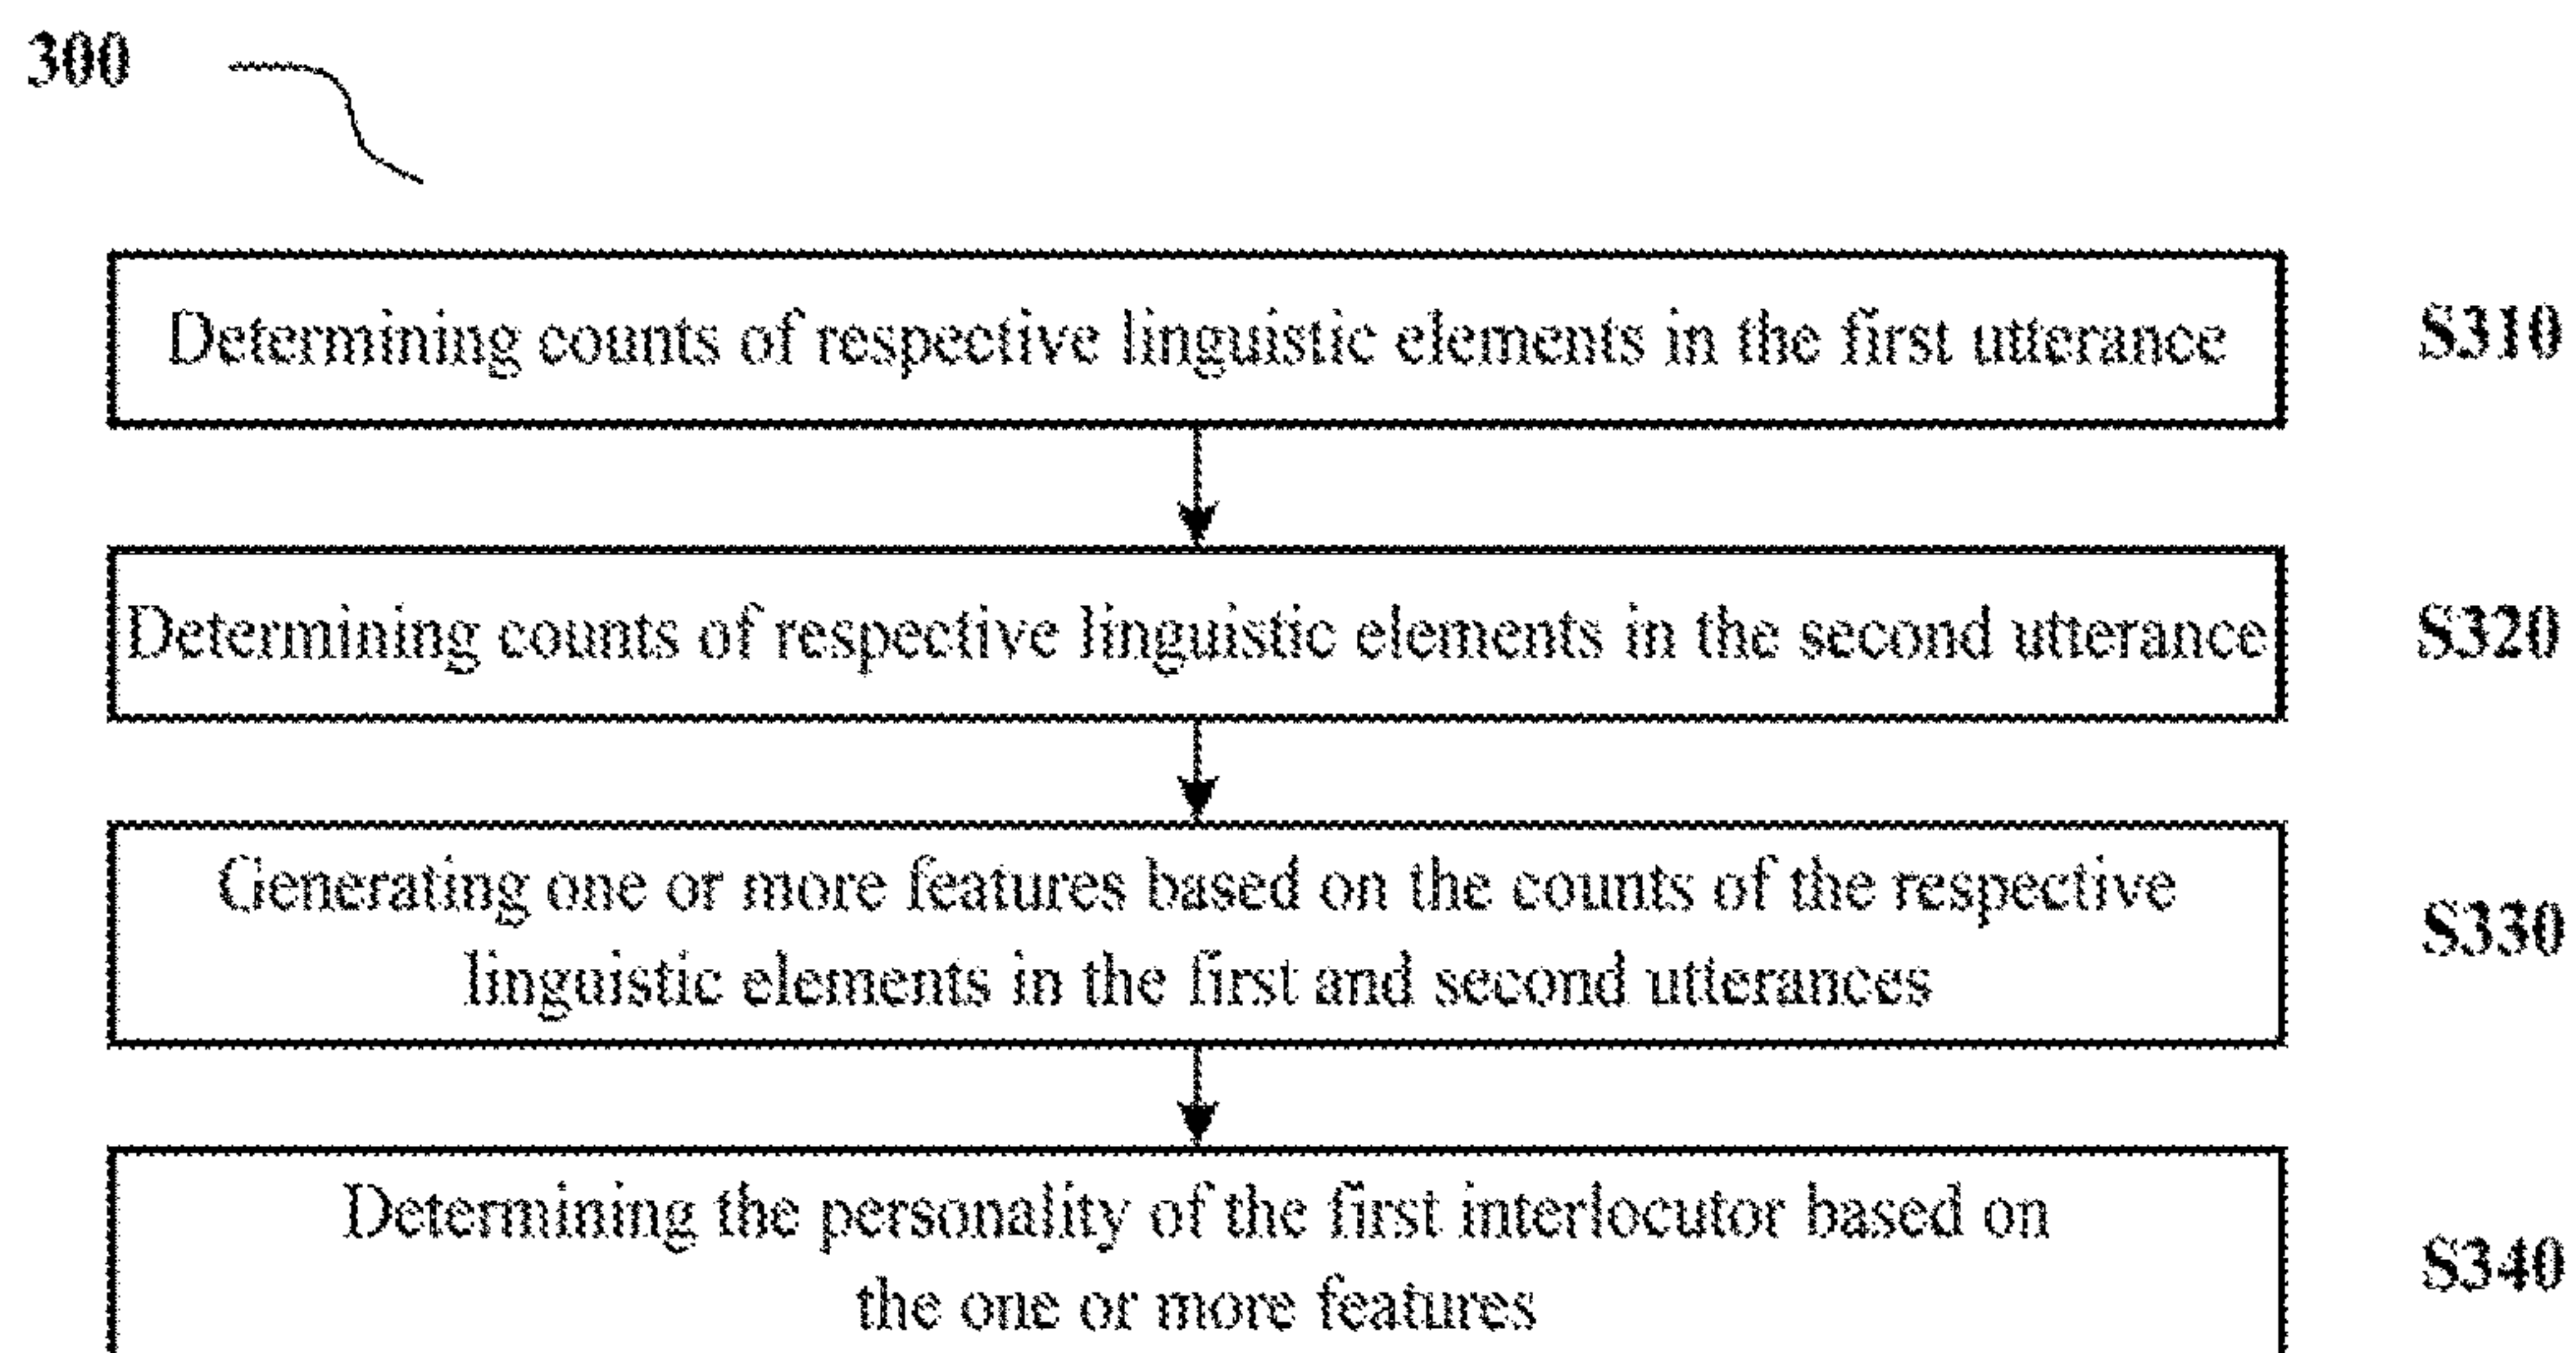 300
Determining counts of respective linguistic elements in the first utterance
S310
Determining counts of respective linguistic elements in the second utterance
S320
Generating one or more features based on the counts of the respective
linguistic elements in the first and second utterances
S330
Determining the personality of the first interlocutor based on
the one or more features
S340